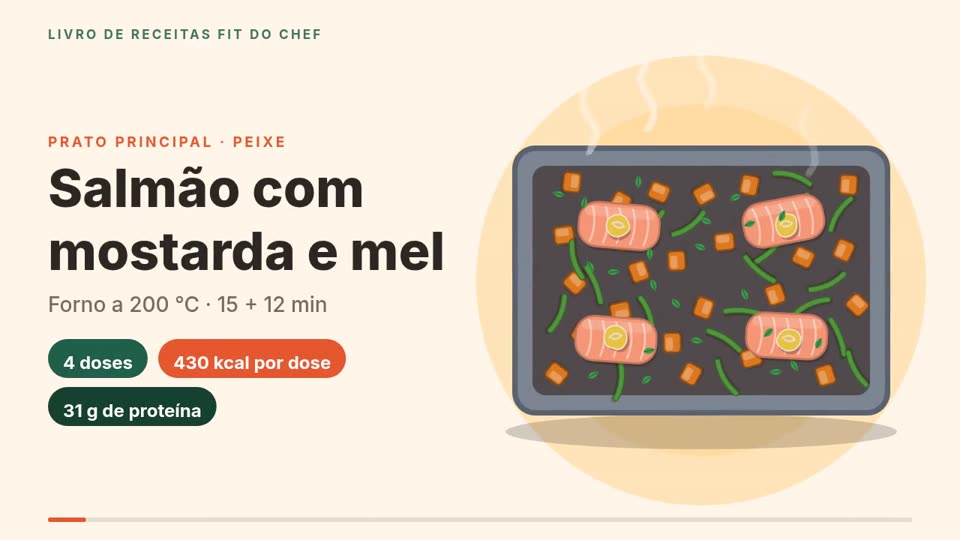 LIVRO DE RECEITAS FIT DO CHEF
PRATO PRINCIPAL · PEIXE
Salmão com
mostarda e mel
Forno a 200 °C · 15 + 12 min
4 doses
430 kcal por dose
31 g de proteína